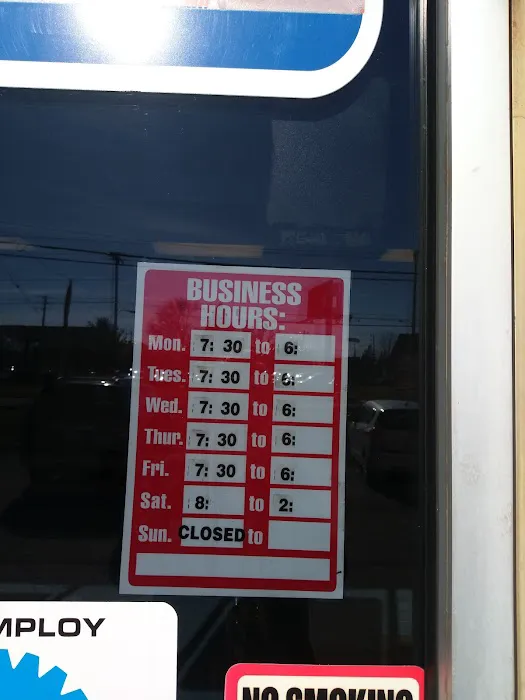 BUSINESS
HOURS:
Mon. 7: 30 to 6:
Tues. 7: 30 to 6:
Wed. 7: 30 to 6:
Thur. 7: 30 to 6:
Fri. 7: 30 to 6:
Sat. 8: to 2:
Sun. CLOSED to
MPLOY
NO SMOKING